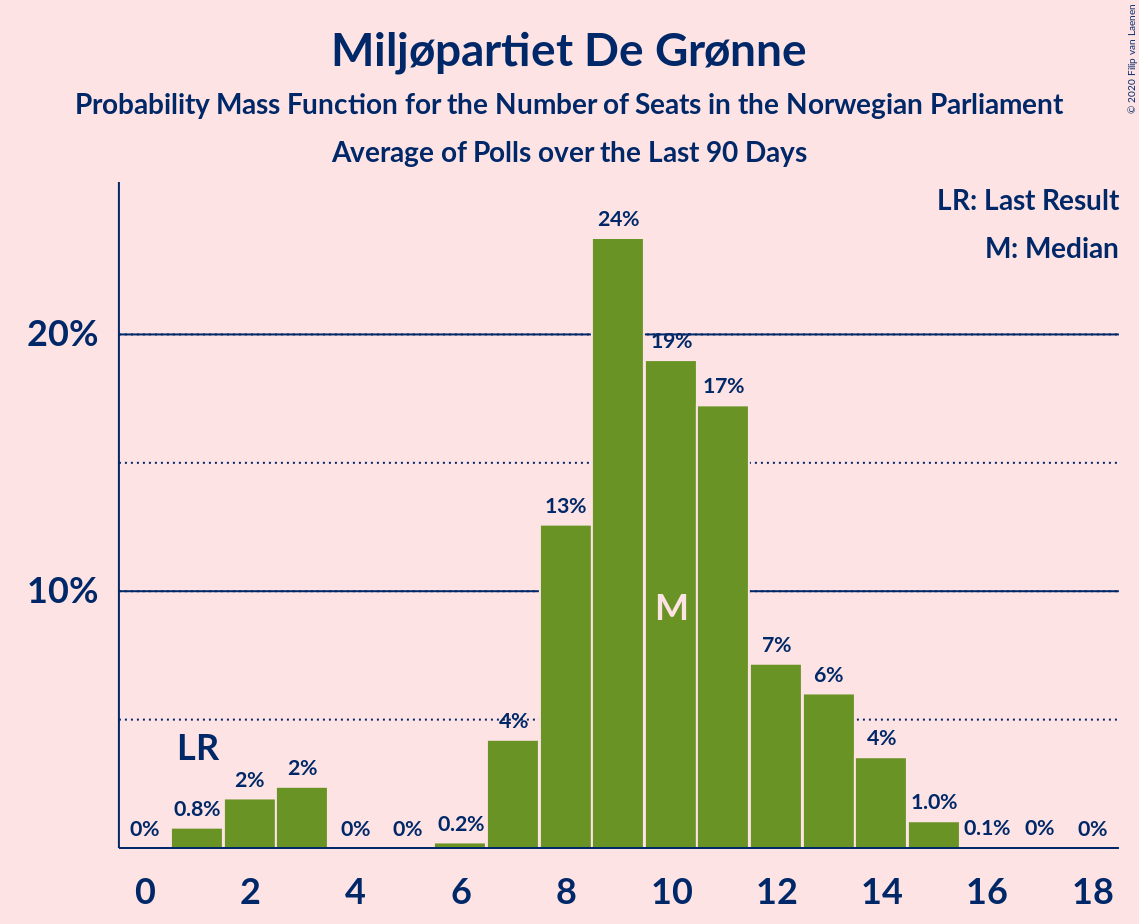 Miljøpartiet De Grønne
Probability Mass Function for the Number of Seats in the Norwegian Parliament
Average of Polls over the Last 90 Days
© 2020 Filip van Laenen
LR: Last Result
M: Median
24%
20%
19%
17%
13%
10%
M
7%
6%
4%
4%
LR
2%
2%
0.8%
1.0%
0%
0%
0%
0.2%
0.1%
0%
0%
0 2 4 6 8 10 12 14 16 18